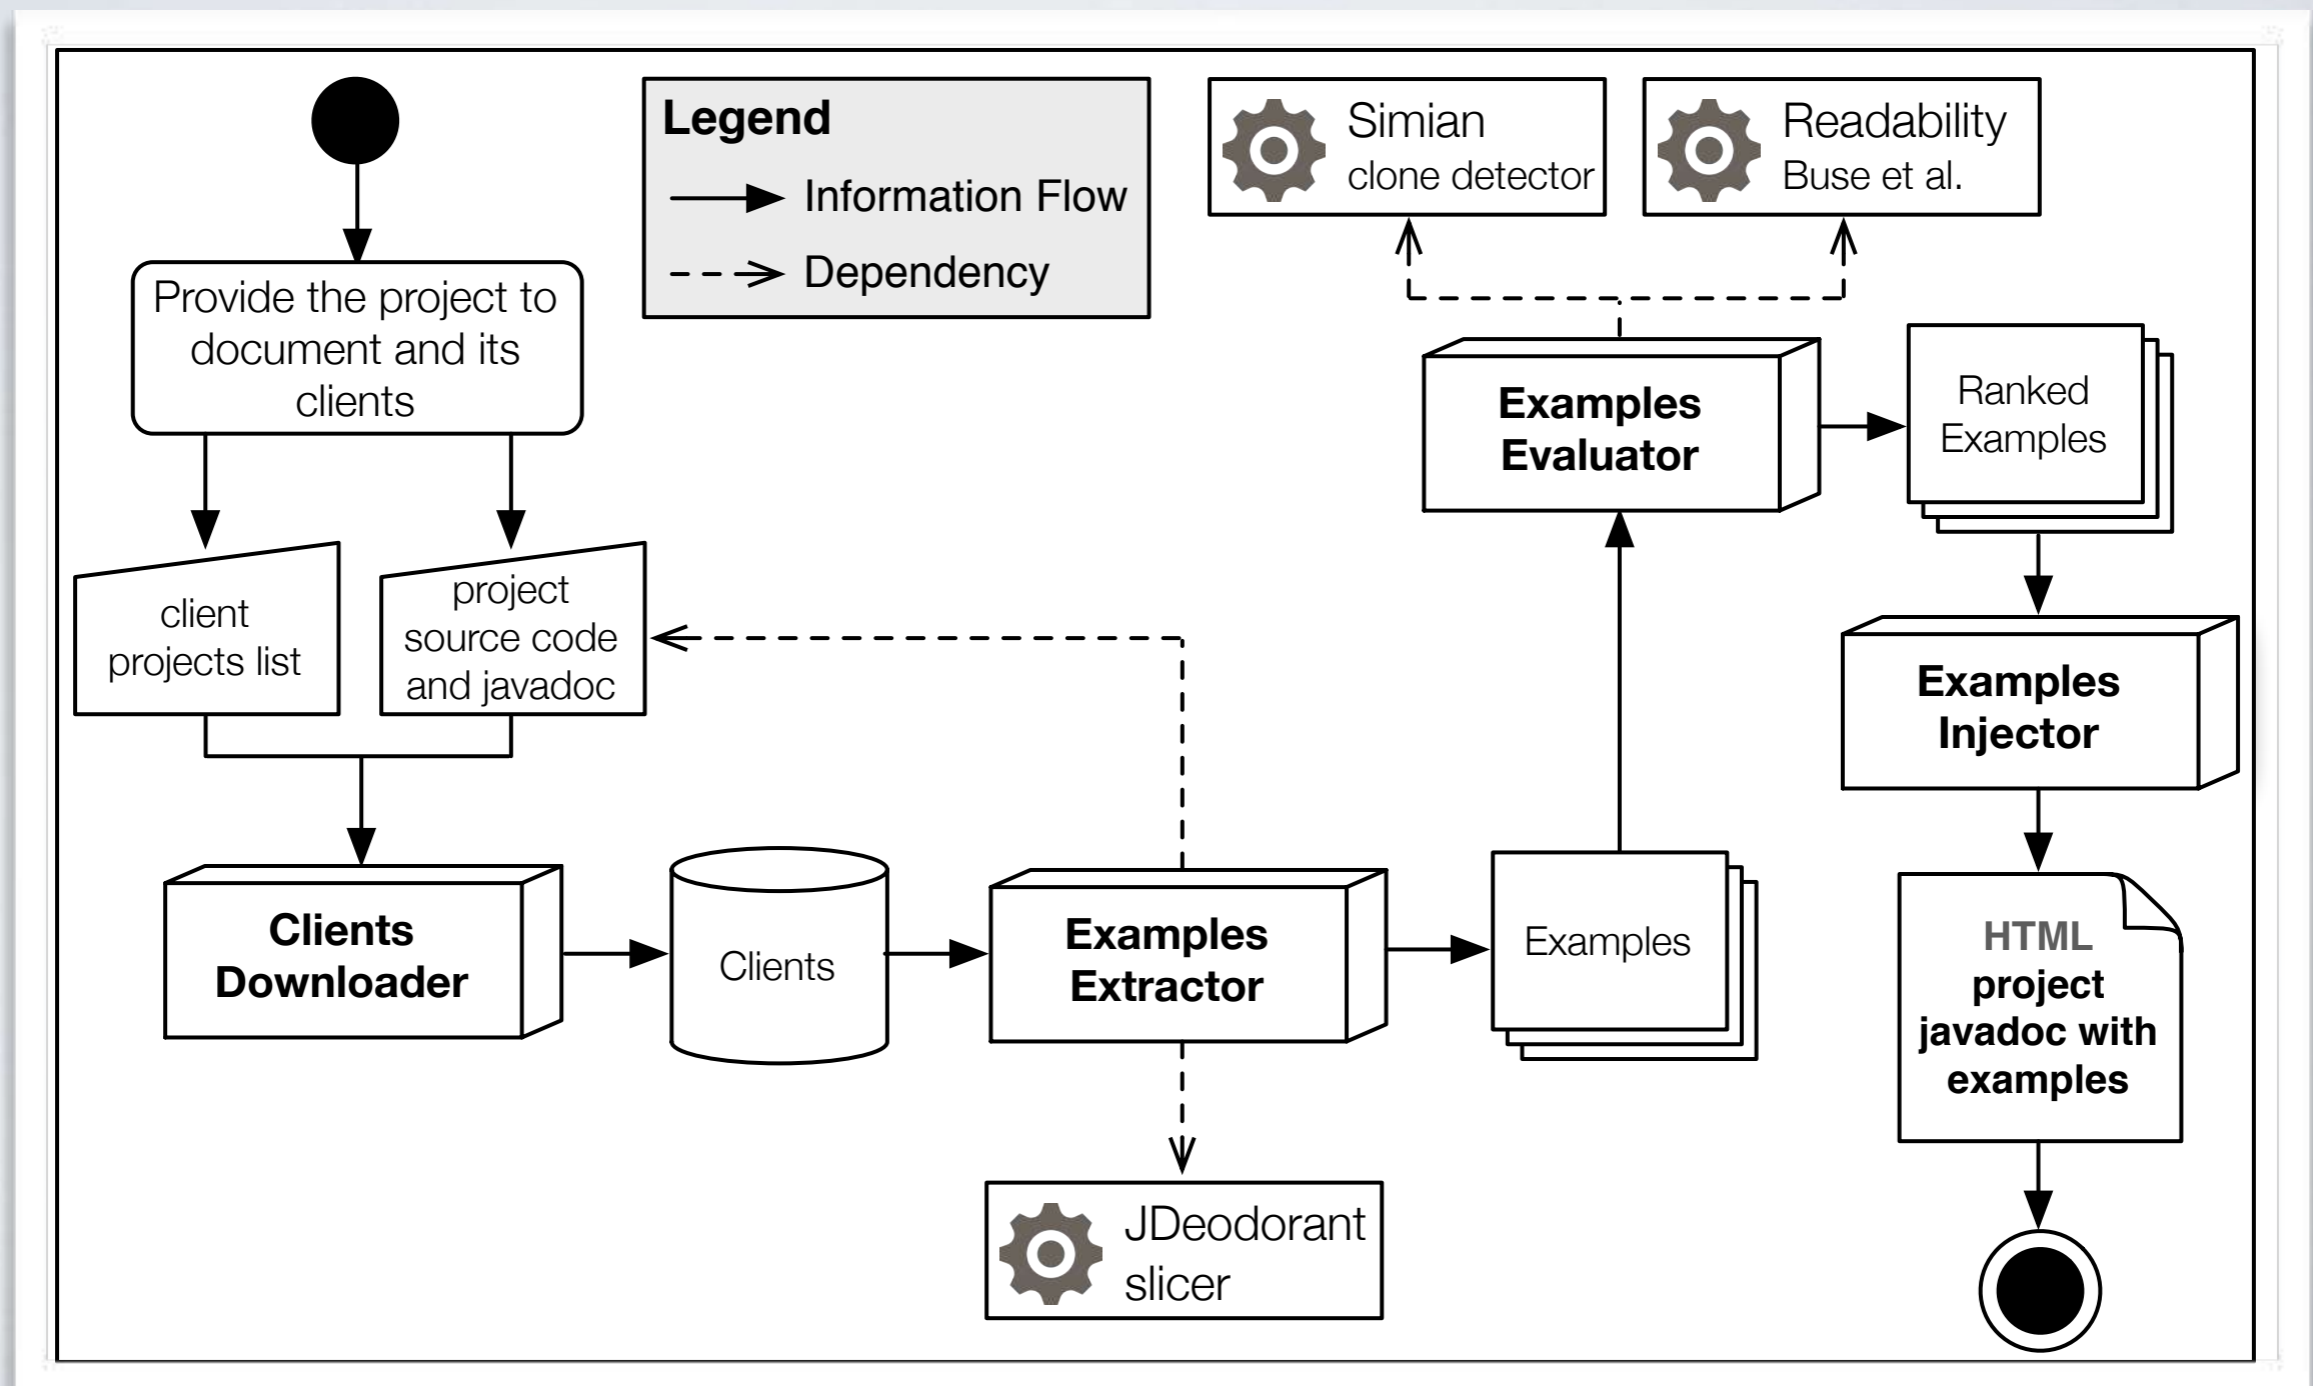 Legend
Information Flow
Dependency
Simian
clone detector
Readability
Buse et al.
Provide the project to
document and its
clients
client
projects list
project
source code
and javadoc
Clients
Downloader
Clients
Examples
Extractor
JDeodorant
slicer
Examples
Examples
Evaluator
Ranked
Examples
Examples
Injector
HTML
project
javadoc with
examples